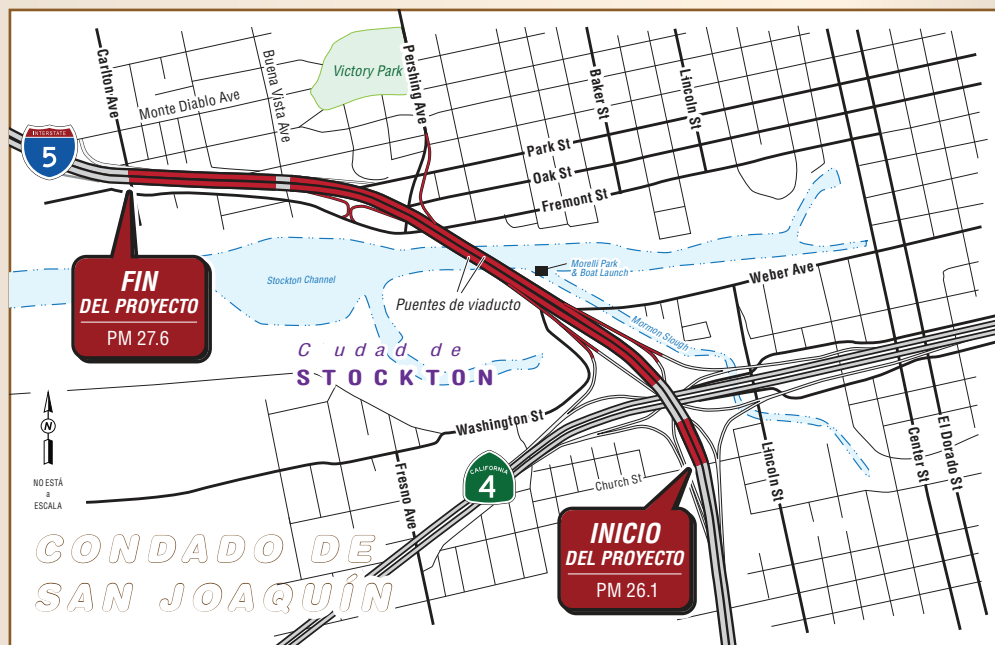 Carlton Ave
Buena Vista Ave
Monte Diablo Ave
Victory Park
Pershing Ave
Baker St
Lincoln St
INTERSTATE
5
Park St
Oak St
Fremont St
FIN
DEL PROYECTO
PM 27.6
Stockton Channel
Puentes de viaducto
Morelli Park
& Boat Launch
Weber Ave
Mormon Slough
Ciudad de
STOCKTON
Washington St
N
NO ESTÁ
a
ESCALA
Fresno Ave
CALIFORNIA
4
Church St
Lincoln St
Center St
El Dorado St
INICIO
DEL PROYECTO
PM 26.1
CONDADO DE
SAN JOAQUÍN